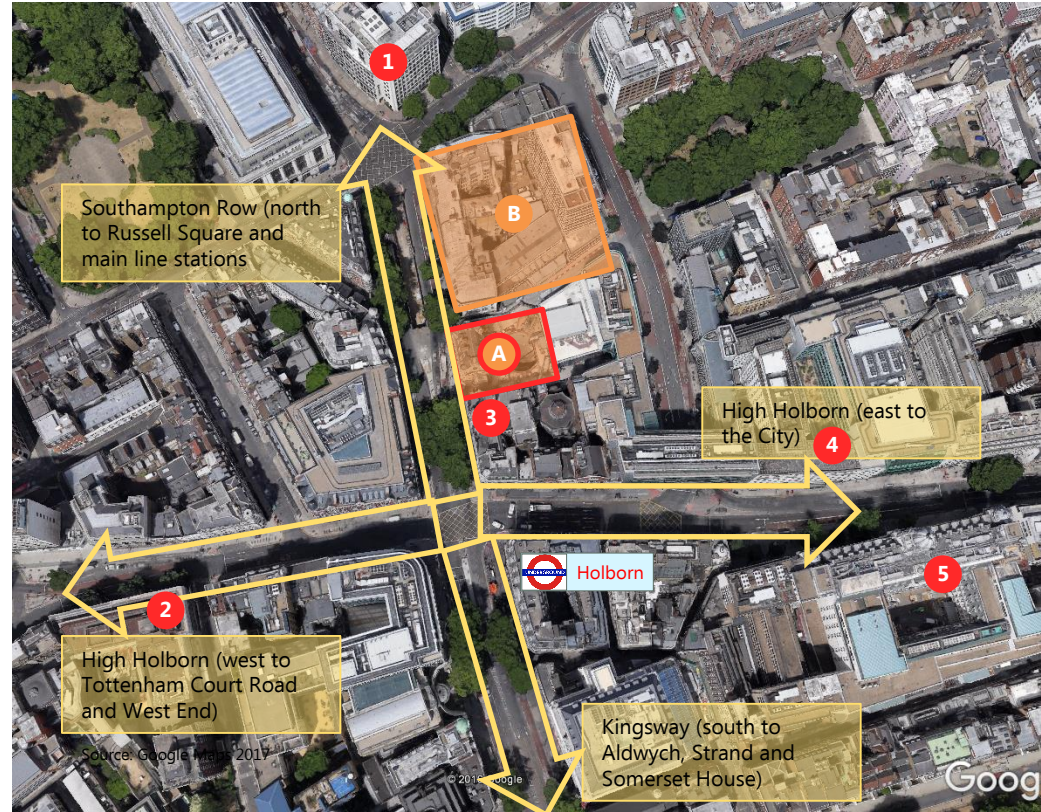 1
B
Southampton Row (north
to Russell Square and
main line stations
A
3
High Holborn (east to
the City)
4
UNDERGROUND
Holborn
5
2
High Holborn (west to
Tottenham Court Road
and West End)
Source: Google Maps 2017
Kingsway (south to
Aldwych, Strand and
Somerset House)
Goog